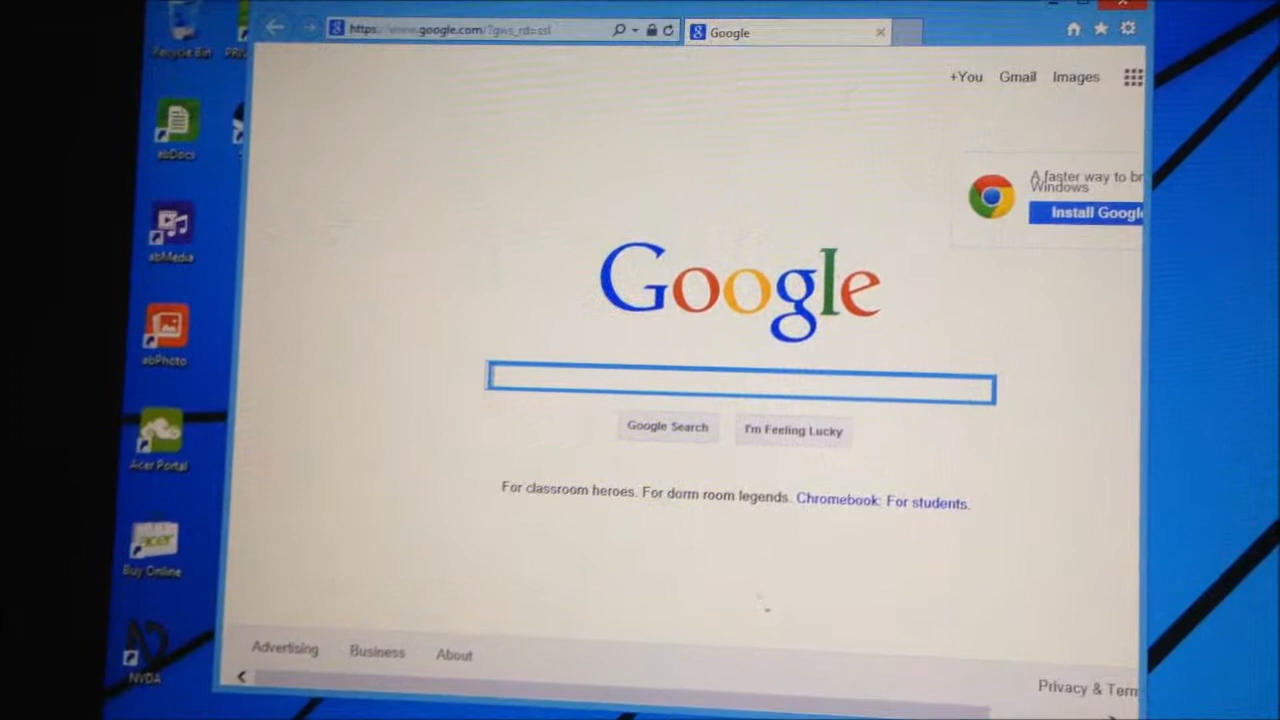 https://www.google.com/?gws_rd=ssl
Google
+You Gmail Images
Recycle Bin
abDocs
abMedia
abPhoto
Acer Portal
acer
Buy Online
NVDA
A faster way to br
Windows
Install Googl
Google
Google Search
I'm Feeling Lucky
For classroom heroes. For dorm room legends. Chromebook: For students.
Advertising Business About
Privacy & Term